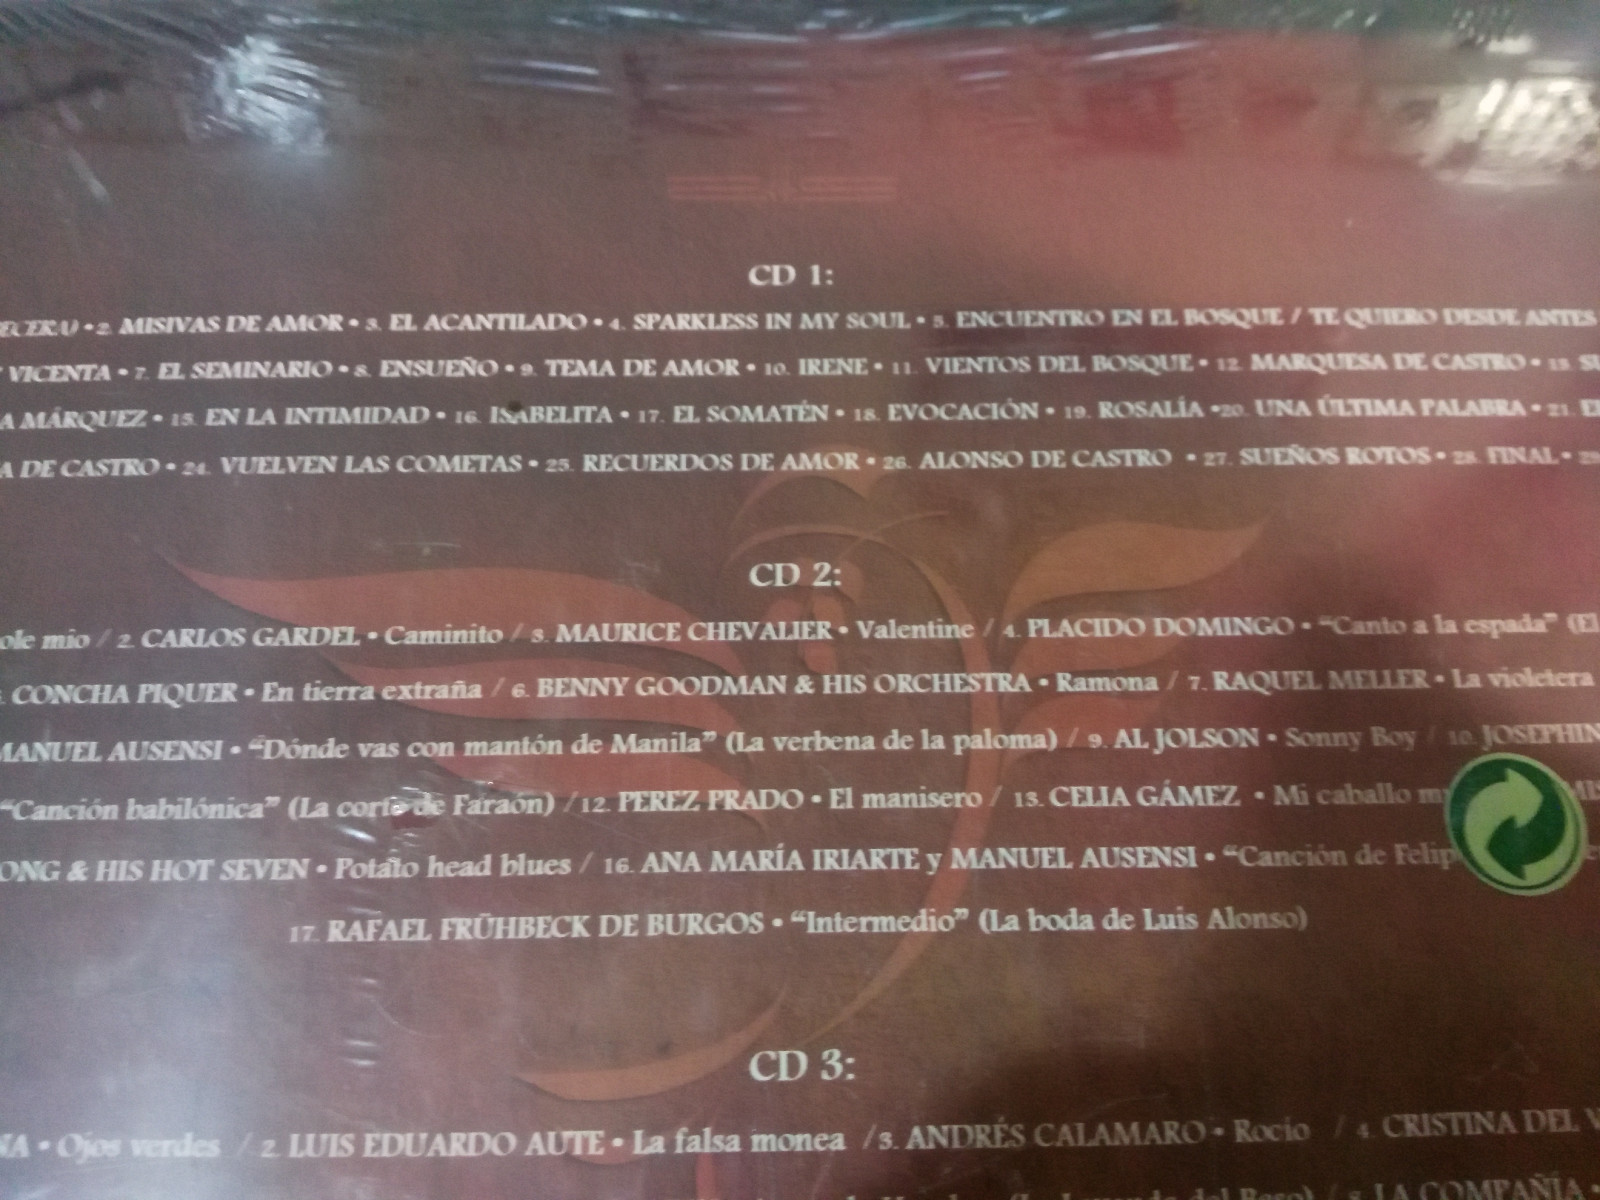 CD 1:
• 2. MISIVAS DE AMOR • 3. EL ACANTILADO • 4. SPARKLESS IN MY SOUL • 5. ENCUENTRO EN EL BOSQUE / TE QUIERO DESDE ANTES
VICENTA • 7. EL SEMINARIO • 8. ENSUEÑO • 9. TEMA DE AMOR • 10. IRENE • 11. VIENTOS DEL BOSQUE • 12. MARQUESA DE CASTRO • 13.
A MÁRQUEZ • 15. EN LA INTIMIDAD • 16. ISABELITA • 17. EL SOMATÉN • 18. EVOCACIÓN • 19. ROSALÍA •20. UNA ÚLTIMA PALABRA • 21.
A DE CASTRO • 24. VUELVEN LAS COMETAS • 25. RECUERDOS DE AMOR • 26. ALONSO DE CASTRO • 27. SUEÑOS ROTOS • 28. FINAL • 29
CD 2:
ole mio / 2. CARLOS GARDEL • Caminito / 3. MAURICE CHEVALIER • Valentine / 4. PLACIDO DOMINGO • “Canto a la espada” (El
. CONCHA PIQUER • En tierra extraña / 6. BENNY GOODMAN & HIS ORCHESTRA • Ramona / 7. RAQUEL MELLER • La violetera
MANUEL AUSENSI • “Dónde vas con mantón de Manila” (La verbena de la paloma) / 9. AL JOLSON • Sonny Boy / 10. JOSEPHIN
“Canción babilónica” (La corte de Faraón) /12. PEREZ PRADO • El manisero / 13. CELIA GÁMEZ • Mi caballo m
ONG & HIS HOT SEVEN • Potato head blues / 16. ANA MARÍA IRIARTE y MANUEL AUSENSI • “Canción de Felip
17. RAFAEL FRÜHBECK DE BURGOS • “Intermedio” (La boda de Luis Alonso)
CD 3:
NA • Ojos verdes / 2. LUIS EDUARDO AUTE • La falsa monea /3. ANDRÉS CALAMARO • Rocío / 4. CRISTINA DEL V
LA COMPAÑÍA •